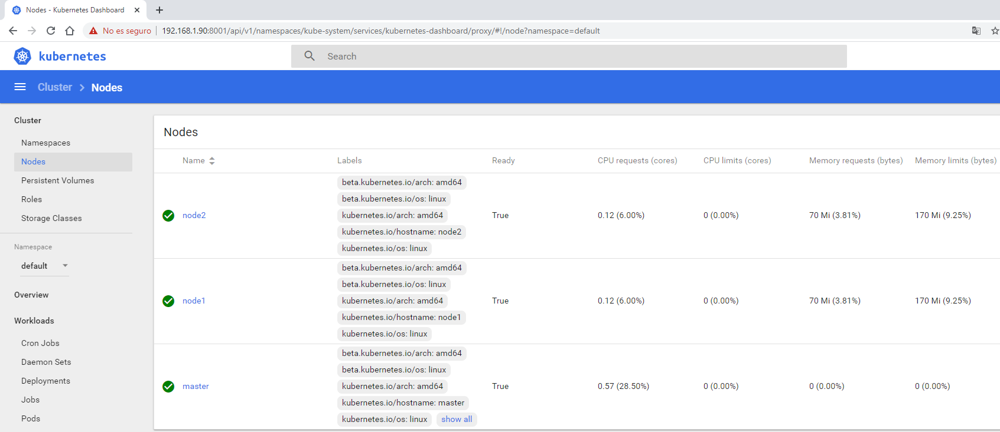 Nodes - Kubernetes Dashboard
No es seguro 192.168.1.90:8001/api/v1/namespaces/kube-system/services/kubernetes-dashboard/proxy/#!/node?namespace=default
kubernetes
Search
Cluster > Nodes
Cluster
Namespaces
Nodes
Persistent Volumes
Roles
Storage Classes
Namespace
default
Overview
Workloads
Cron Jobs
Daemon Sets
Deployments
Jobs
Pods
Nodes
Name Labels Ready CPU requests (cores) CPU limits (cores) Memory requests (bytes) Memory limits (bytes)
beta.kubernetes.io/arch: amd64
beta.kubernetes.io/os: linux
node2 kubernetes.io/arch: amd64 True 0.12 (6.00%) 0 (0.00%) 70 Mi (3.81%) 170 Mi (9.25%)
kubernetes.io/hostname: node2
kubernetes.io/os: linux
beta.kubernetes.io/arch: amd64
beta.kubernetes.io/os: linux
node1 kubernetes.io/arch: amd64 True 0.12 (6.00%) 0 (0.00%) 70 Mi (3.81%) 170 Mi (9.25%)
kubernetes.io/hostname: node1
kubernetes.io/os: linux
beta.kubernetes.io/arch: amd64
beta.kubernetes.io/os: linux
master kubernetes.io/arch: amd64 True 0.57 (28.50%) 0 (0.00%) 0 (0.00%) 0 (0.00%)
kubernetes.io/hostname: master
kubernetes.io/os: linux show all